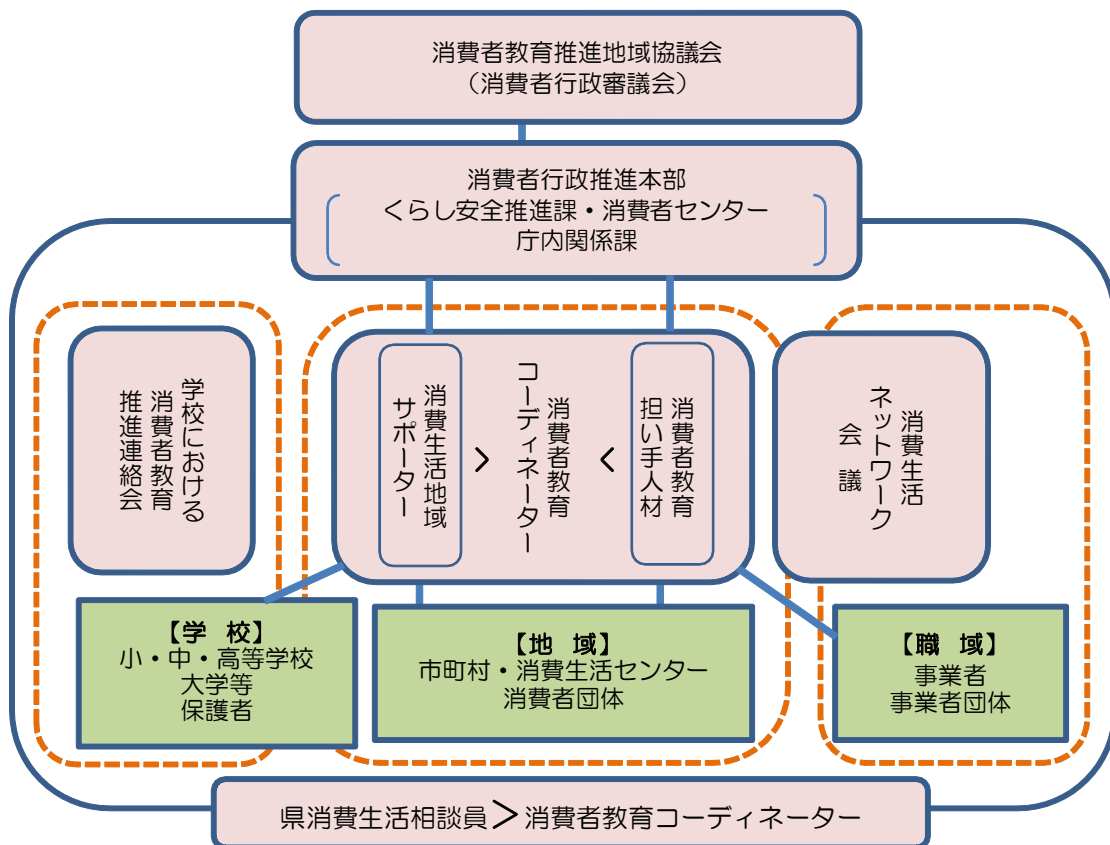 消費者教育推進地域協議会
（消費者行政審議会）
消費者行政推進本部
くらし安全推進課・消費者センター
庁内関係課
学校における
消費者教育
推進連絡会
消費生活地域
サポーター
>
消費者教育
コーディネーター
<
消費者教育
担い手人材
消費生活
ネットワーク
会 議
【学 校】
小・中・高等学校
大学等
保護者
【地 域】
市町村・消費生活センター
消費者団体
【職 域】
事業者
事業者団体
県消費生活相談員＞消費者教育コーディネーター